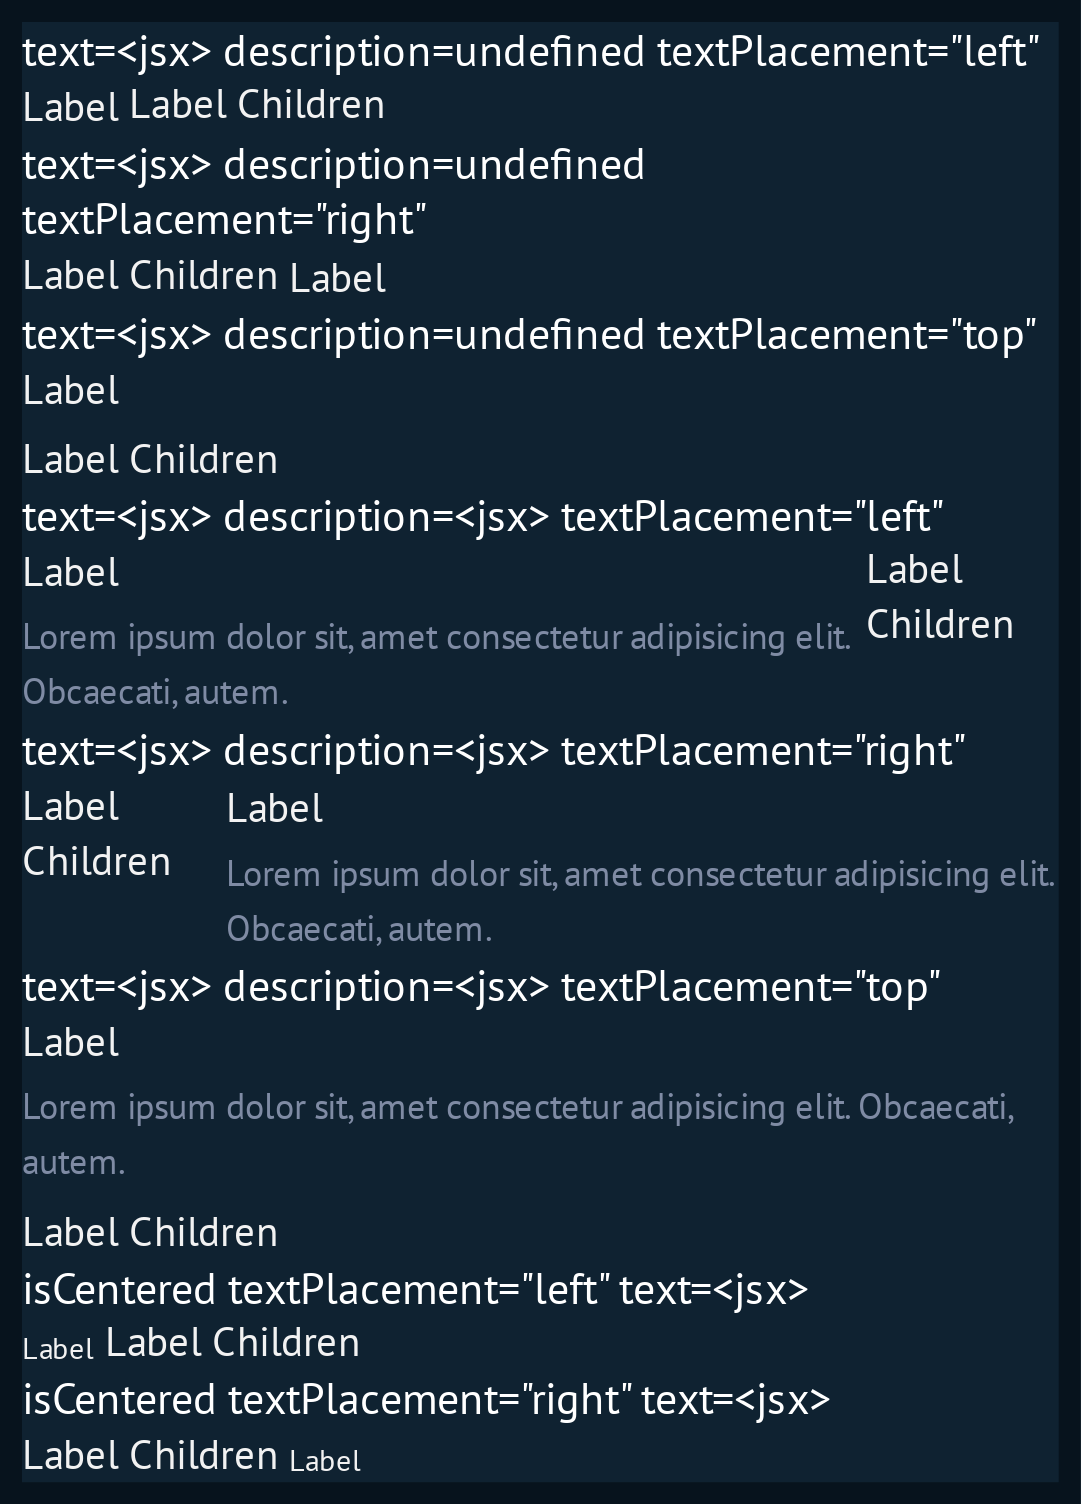 text=<jsx> description=undefined textPlacement="left"
Label Label Children
text=<jsx> description=undefined
textPlacement="right"
Label Children Label
text=<jsx> description=undefined textPlacement="top"
Label
Label Children
text=<jsx> description=<jsx> textPlacement="left"
Label
Lorem ipsum dolor sit, amet consectetur adipisicing elit.
Obcaecati, autem.
Label
Children
text=<jsx> description=<jsx> textPlacement="right"
Label
Children
Label
Lorem ipsum dolor sit, amet consectetur adipisicing elit.
Obcaecati, autem.
text=<jsx> description=<jsx> textPlacement="top"
Label
Lorem ipsum dolor sit, amet consectetur adipisicing elit. Obcaecati,
autem.
Label Children
isCentered textPlacement="left" text=<jsx>
Label Label Children
isCentered textPlacement="right" text=<jsx>
Label Children Label